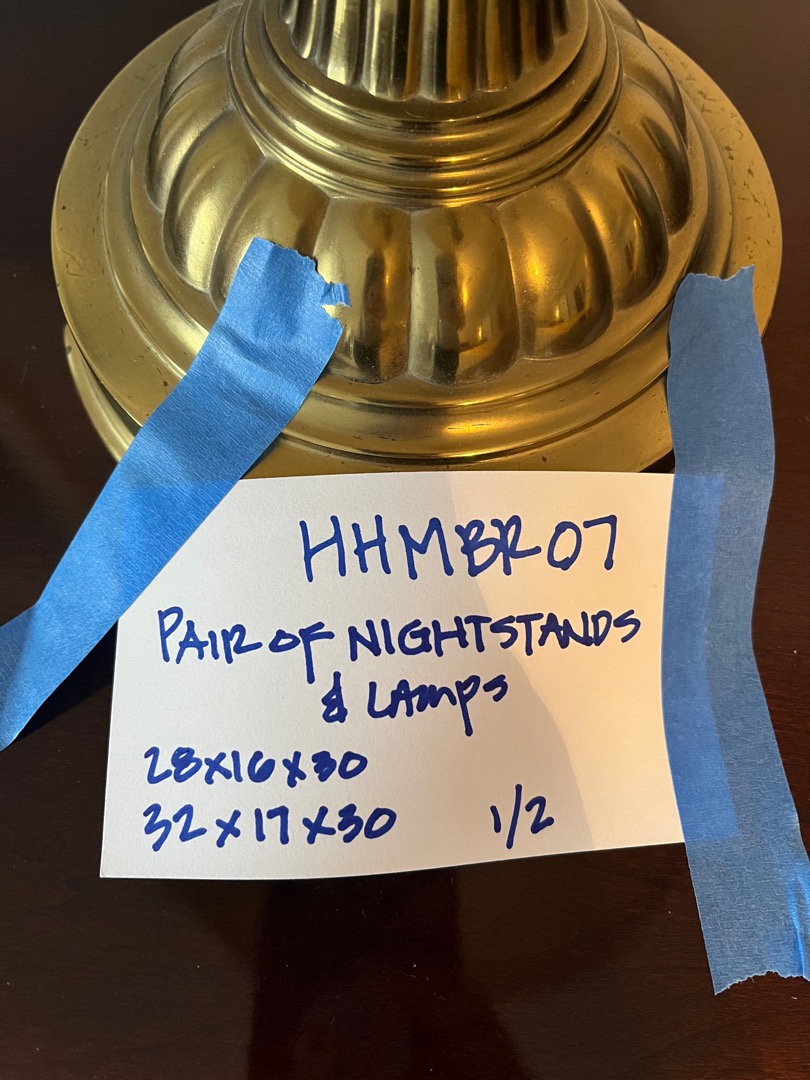 HHMBR07
PAIR OF NIGHTSTANDS
& LAMPS
28x16x30
32x17x30 1/2